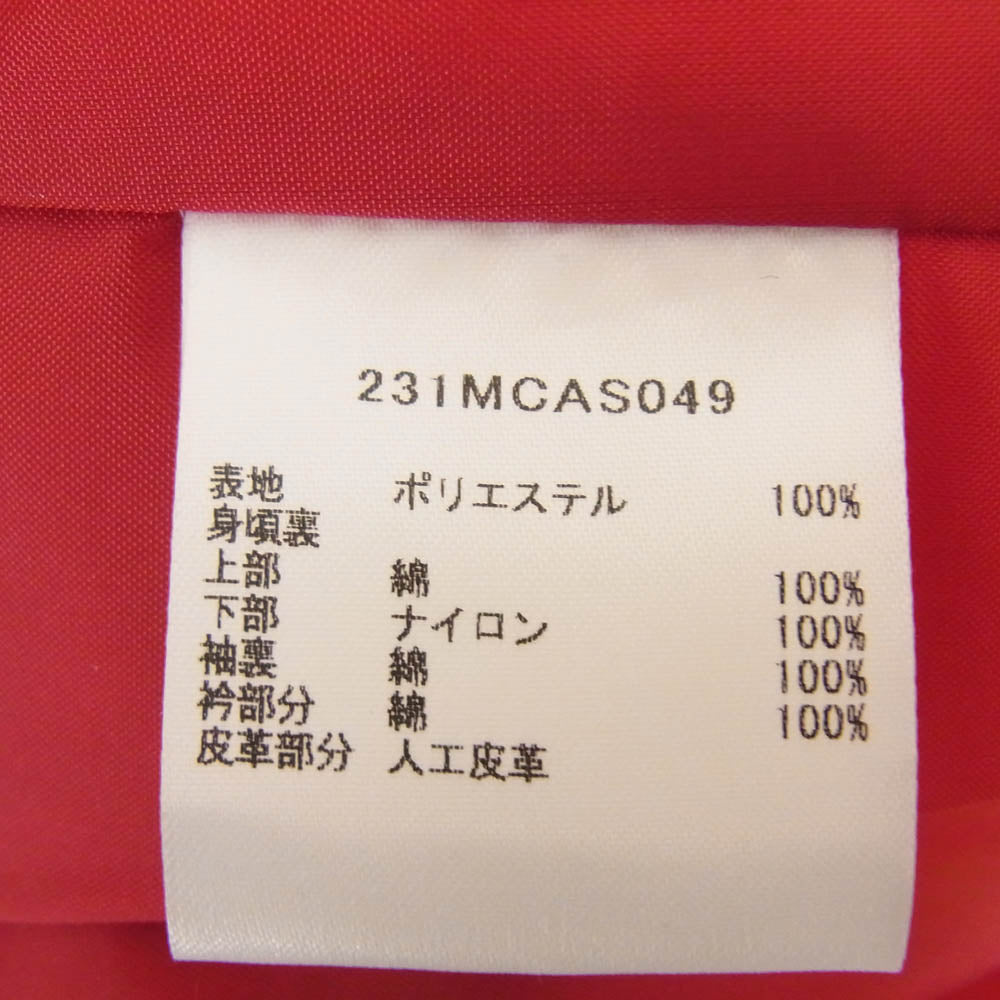 231MCAS049
表地 ポリエステル 100%
身頃裏
上部 綿 100%
下部 ナイロン 100%
袖裏 綿 100%
衿部分 綿 100%
皮革部分 人工皮革